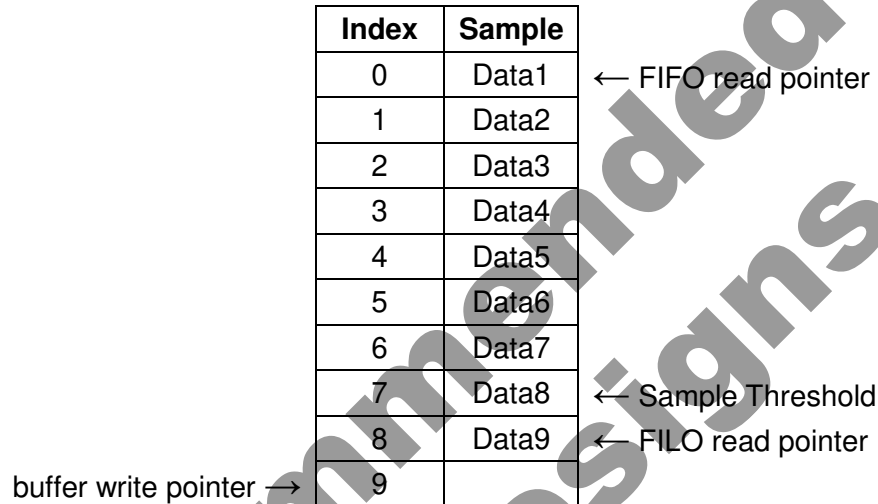 Index Sample
0 Data1 ← FIFO read pointer
1 Data2
2 Data3
3 Data4
4 Data5
5 Data6
6 Data7
7 Data8 ← Sample Threshold
8 Data9 ← FILO read pointer
buffer write pointer → 9